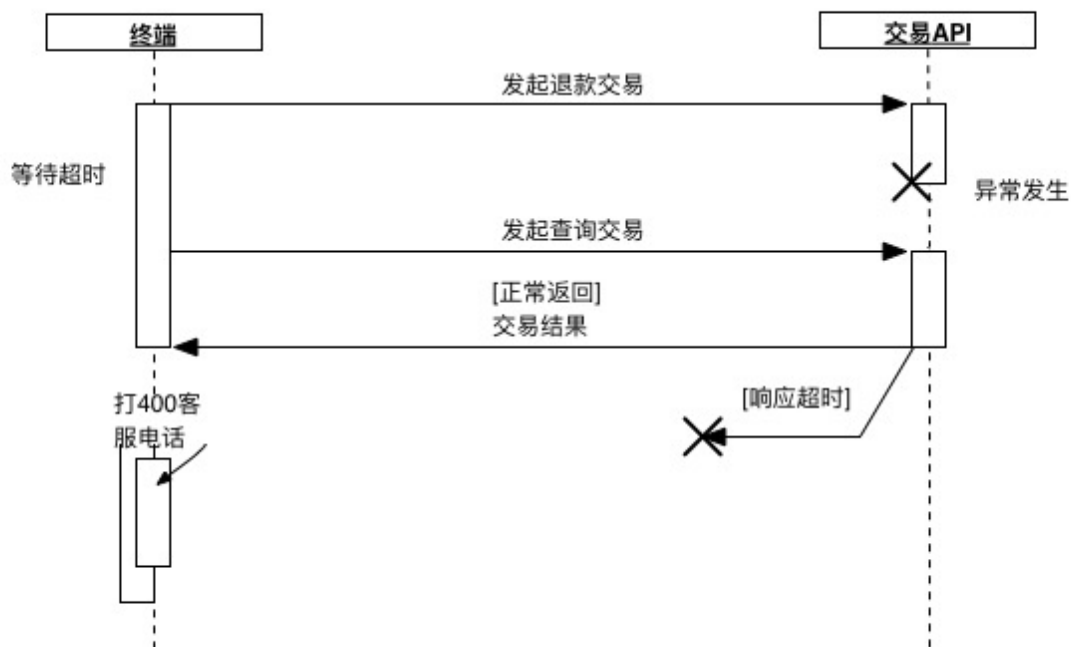 终端
交易API
发起退款交易
等待超时
异常发生
发起查询交易
[正常返回]
交易结果
[响应超时]
打400客
服电话